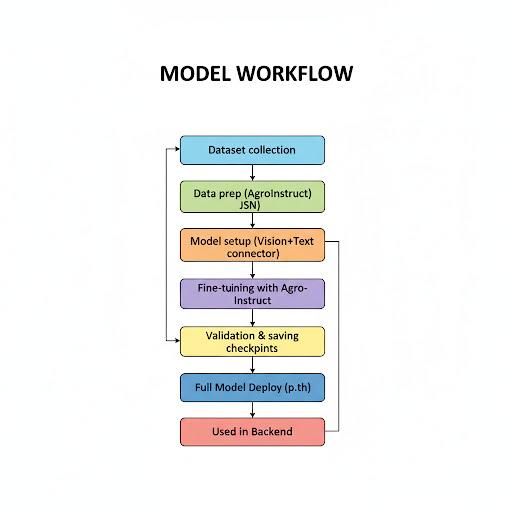 MODEL WORKFLOW
Dataset collection
Data prep (AgroInstruct)
JSN)
Model setup (Vision+Text
connector)
Fine-tuining with Agro-
Instruct
Validation & saving
checkpints
Full Model Deploy (p.th)
Used in Backend